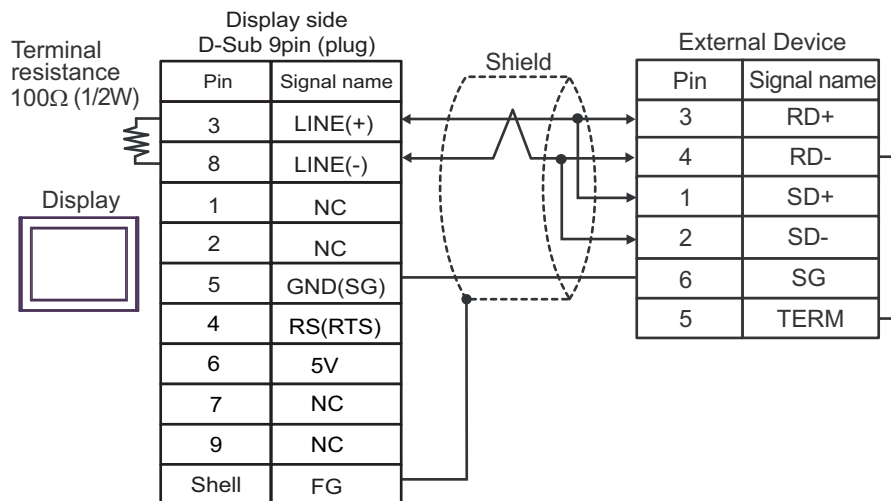 Display side
D-Sub 9pin (plug)
Terminal
resistance
100Ω (1/2W)
Pin Signal name
3 LINE(+)
8 LINE(-)
1 NC
2 NC
5 GND(SG)
4 RS(RTS)
6 5V
7 NC
9 NC
Shell FG
Display
Shield
External Device
Pin Signal name
3 RD+
4 RD-
1 SD+
2 SD-
6 SG
5 TERM